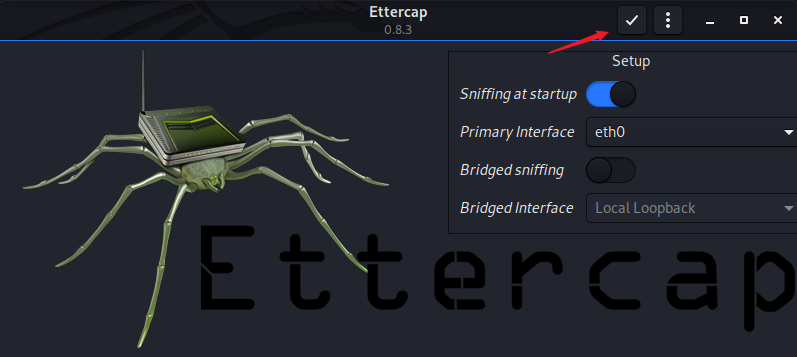 Ettercap
0.8.3
Setup
Sniffing at startup
Primary Interface eth0
Bridged sniffing
Bridged Interface Local Loopback
Ettercap